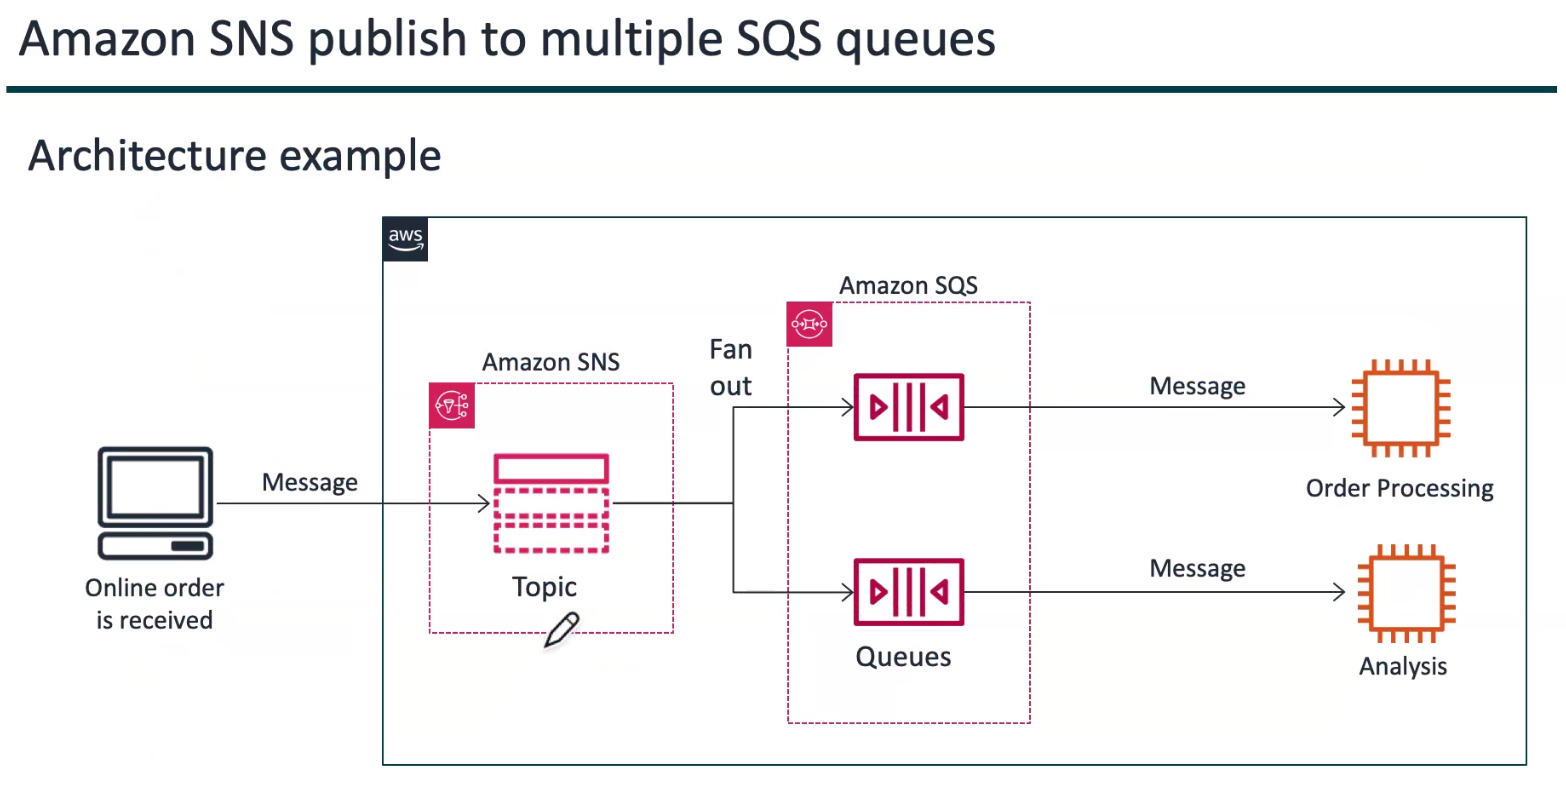 Amazon SNS publish to multiple SQS queues
Architecture example
aws
Amazon SQS
Fan
out
Amazon SNS
Message
Message
Order Processing
Online order
is received
Topic
Message
Queues
Analysis